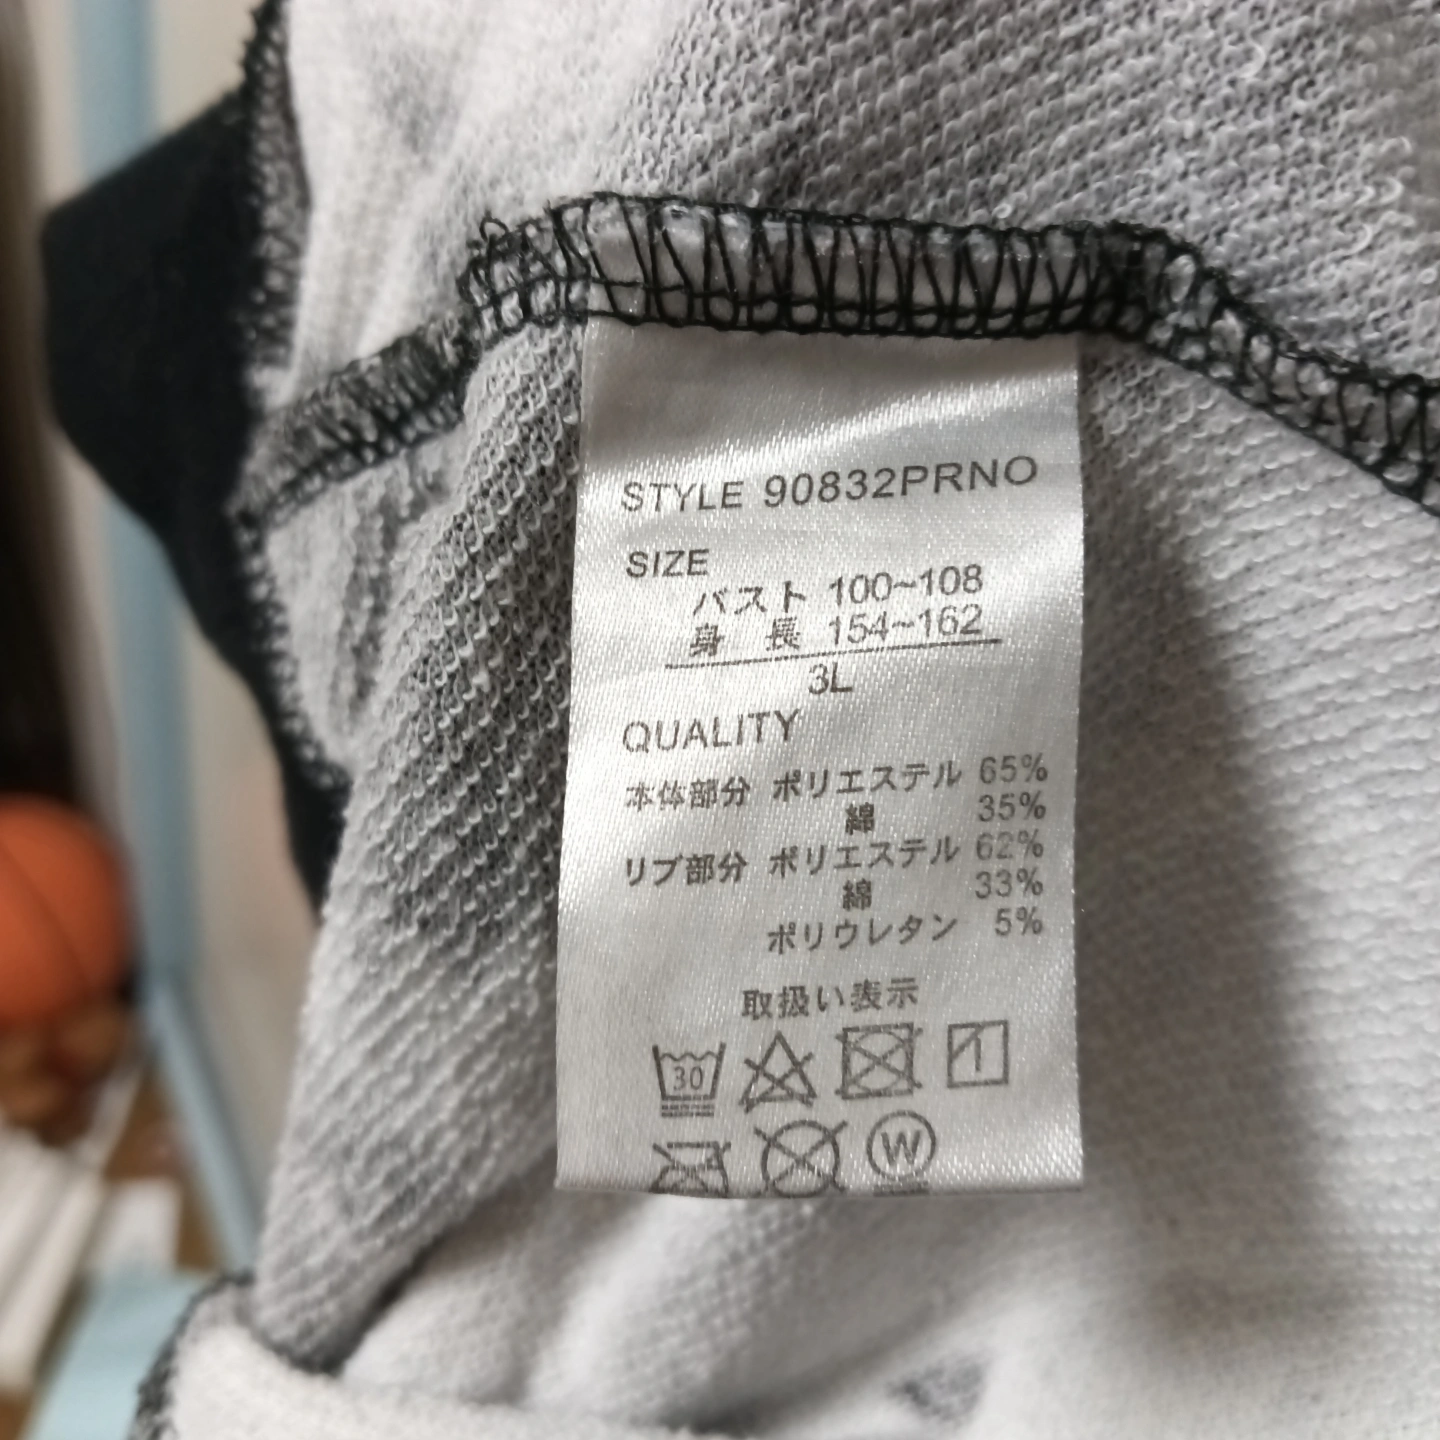 STYLE 90832PRNO
SIZE
バスト 100~108
身 長 154~162
3L
QUALITY
本体部分 ポリエステル 65%
綿 35%
リブ部分 ポリエステル 62%
綿 33%
ポリウレタン 5%
取扱い表示
30
W